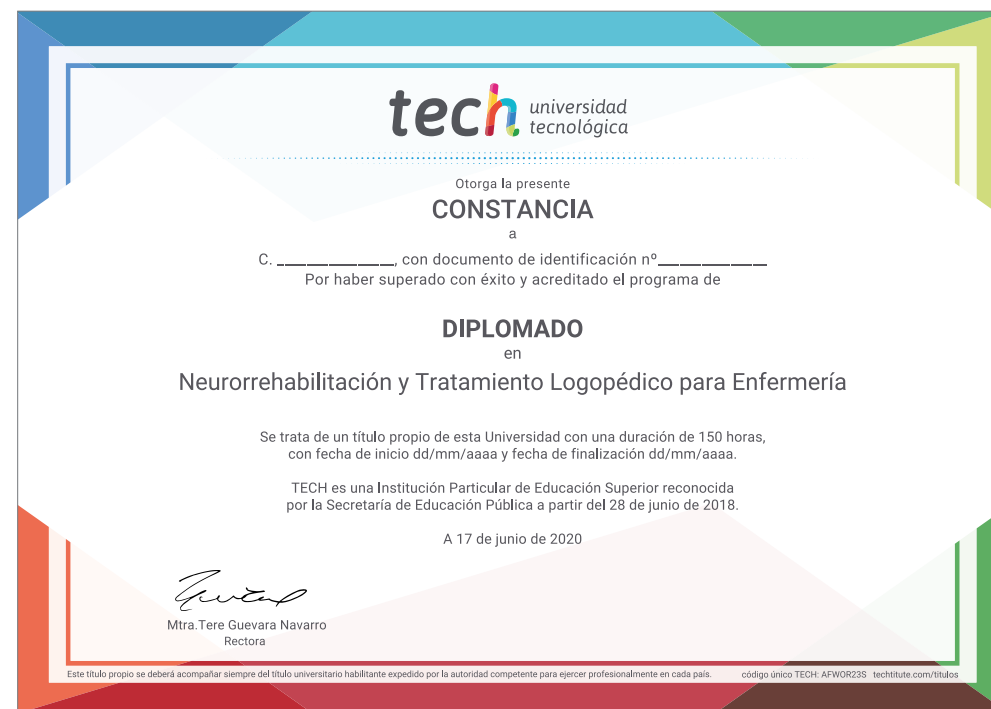 tech universidad
tecnológica
Otorga la presente
CONSTANCIA
a
C. ______________, con documento de identificación nº_____________
Por haber superado con éxito y acreditado el programa de
DIPLOMADO
en
Neurorrehabilitación y Tratamiento Logopédico para Enfermería
Se trata de un título propio de esta Universidad con una duración de 150 horas,
con fecha de inicio dd/mm/aaaa y fecha de finalización dd/mm/aaaa.
TECH es una Institución Particular de Educación Superior reconocida
por la Secretaría de Educación Pública a partir del 28 de junio de 2018.
A 17 de junio de 2020
Mtra.Tere Guevara Navarro
Rectora
Este título propio se deberá acompañar siempre del título universitario habilitante expedido por la autoridad competente para ejercer profesionalmente en cada país. código único TECH: AFWOR23S techtitute.com/titulos